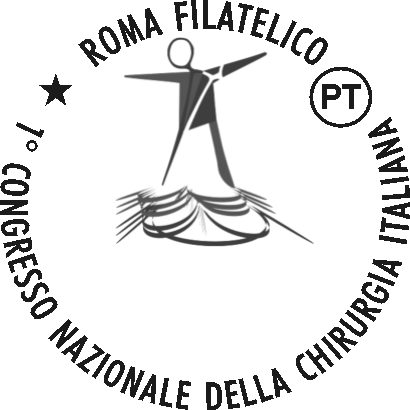 ROMA FILATELICO
PT
1° CONGRESSO NAZIONALE DELLA CHIRURGIA ITALIANA